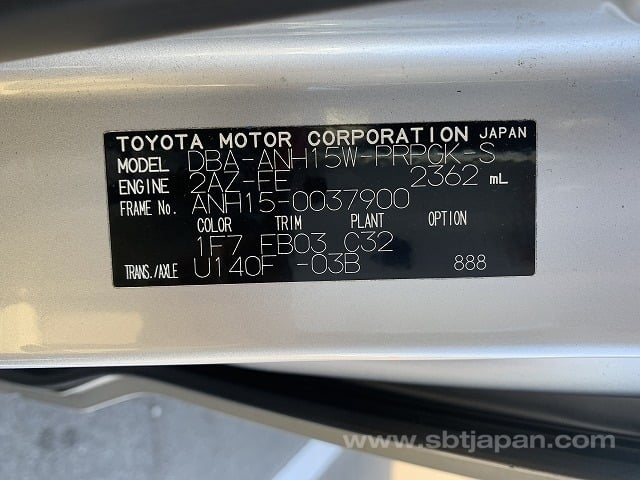 TOYOTA MOTOR CORPORATION JAPAN
MODEL DBA-ANH15W-PRPGK-S
ENGINE 2AZ-FE 2362 mL
FRAME No. ANH15-0037900
COLOR TRIM PLANT OPTION
1F7 FB03 C32
TRANS./AXLE U140F -03B 888
www.sbtjapan.com